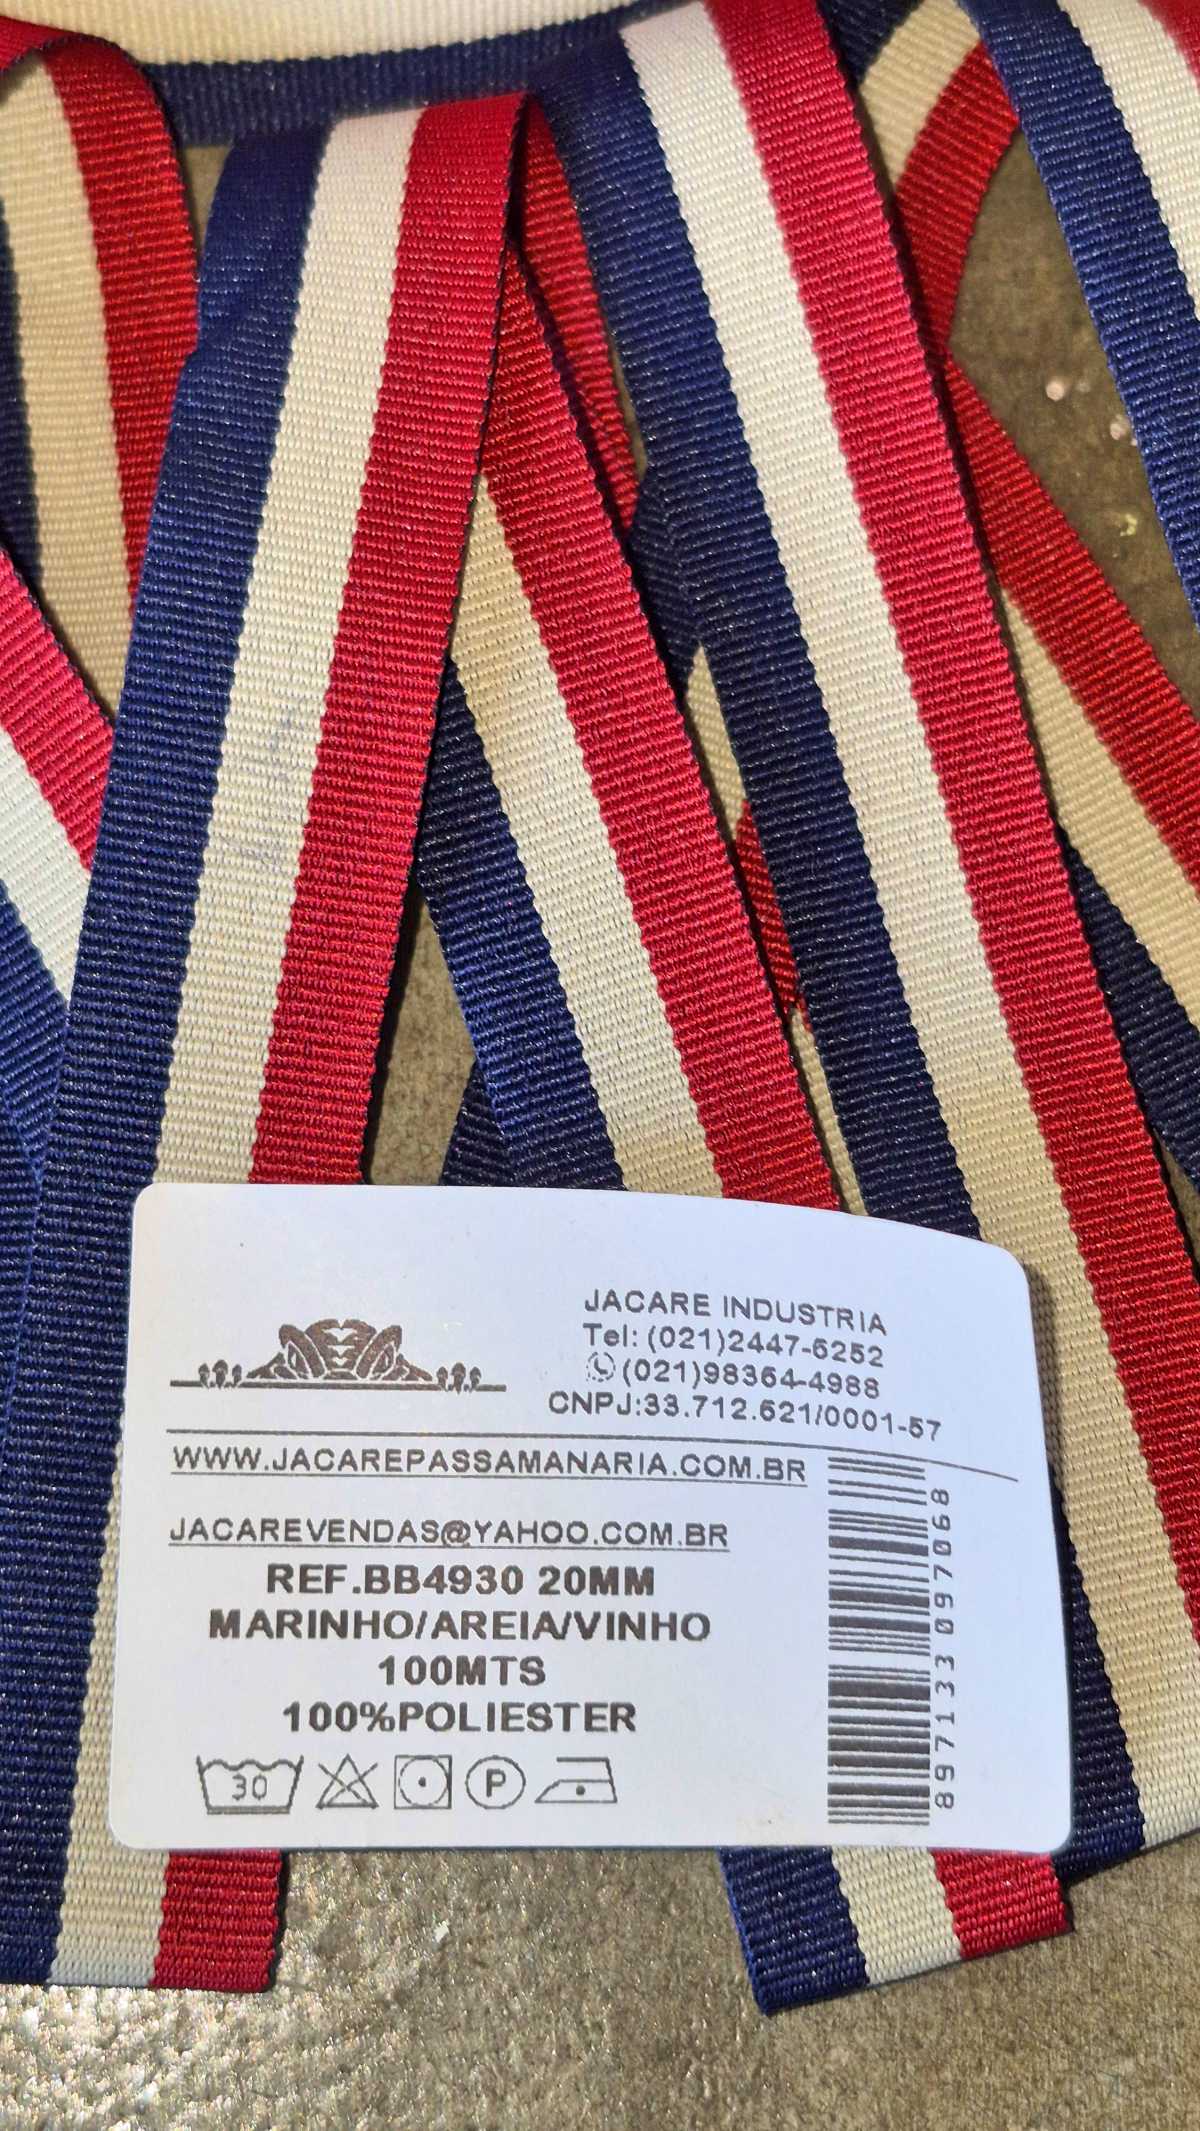 JACARE INDUSTRIA
Tel: (021)2447-6252
(021)98364-4988
CNPJ:33.712.621/0001-57
WWW.JACAREPASSAMANARIA.COM.BR
JACAREVENDAS@YAHOO.COM.BR
REF.BB4930 20MM
MARINHO/AREIA/VINHO
100MTS
100%POLIESTER
30
P
897133097068